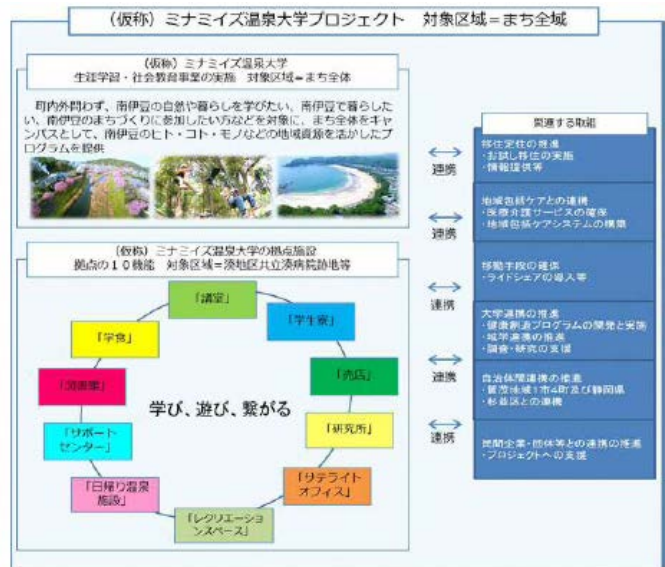 (仮称)ミナミイズ温泉大学プロジェクト 対象区域=まち全域
(仮称)ミナミイズ温泉大学
生涯学習・社会教育事業の実施 対象区域=まち全体
町内外問わず、南伊豆の自然や暮らしを学びたい、南伊豆で暮らした
い、南伊豆のまちづくりに参加したい方などを対象に、まち全体をキャ
ンパスとして、南伊豆のヒト・コト・モノなどの地域資源を活かしたプ
ログラムを提供
(仮称)ミナミイズ温泉大学の拠点施設
拠点の10機能 対象区域=湊地区共立湊病院跡地等
「講堂」
「学生寮」
「売店」
「研究所」
「サテライト
オフィス」
「レクリエーショ
ンスペース」
「日帰り温泉
施設」
「サポート
センター」
「図書館」
「学食」
学び、遊び、繋がる
連携
連携
連携
連携
連携
連携
関連する取組
移住定住の推進
・お試し移住の実施
・情報提供等
地域包括ケアとの連携
・医療介護サービスの確保
・地域包括ケアシステムの構築
移動手段の確保
・ライドシェアの導入等
大学連携の推進
・健康創造プログラムの開発と実施
・域学連携の推進
・調査・研究の支援
自治体間連携の推進
・賀茂地域1市4町及び静岡県
・杉並区との連携
民間企業・団体等との連携の推進
・プロジェクトへの支援